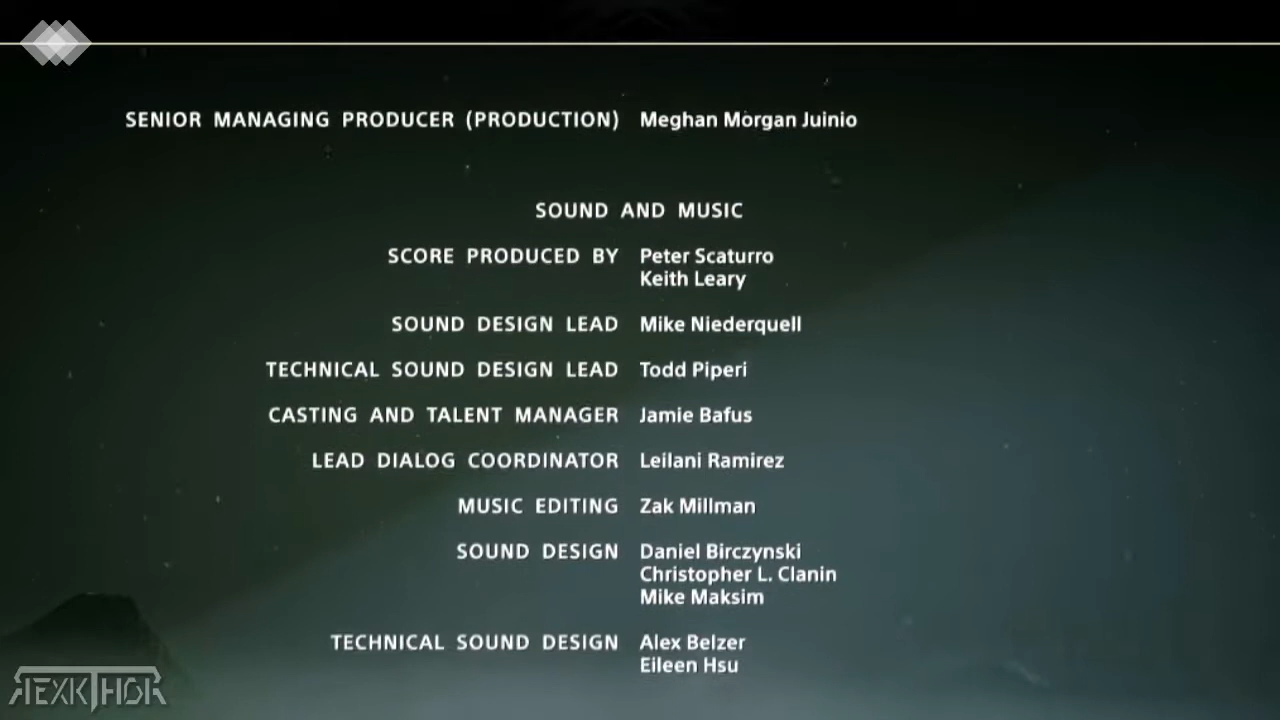 SENIOR MANAGING PRODUCER (PRODUCTION) Meghan Morgan Juinio
SOUND AND MUSIC
SCORE PRODUCED BY Peter Scaturro
Keith Leary
SOUND DESIGN LEAD Mike Niederquell
TECHNICAL SOUND DESIGN LEAD Todd Piperi
CASTING AND TALENT MANAGER Jamie Bafus
LEAD DIALOG COORDINATOR Leilani Ramirez
MUSIC EDITING Zak Millman
SOUND DESIGN Daniel Birczynski
Christopher L. Clanin
Mike Maksim
TECHNICAL SOUND DESIGN Alex Belzer
Eileen Hsu